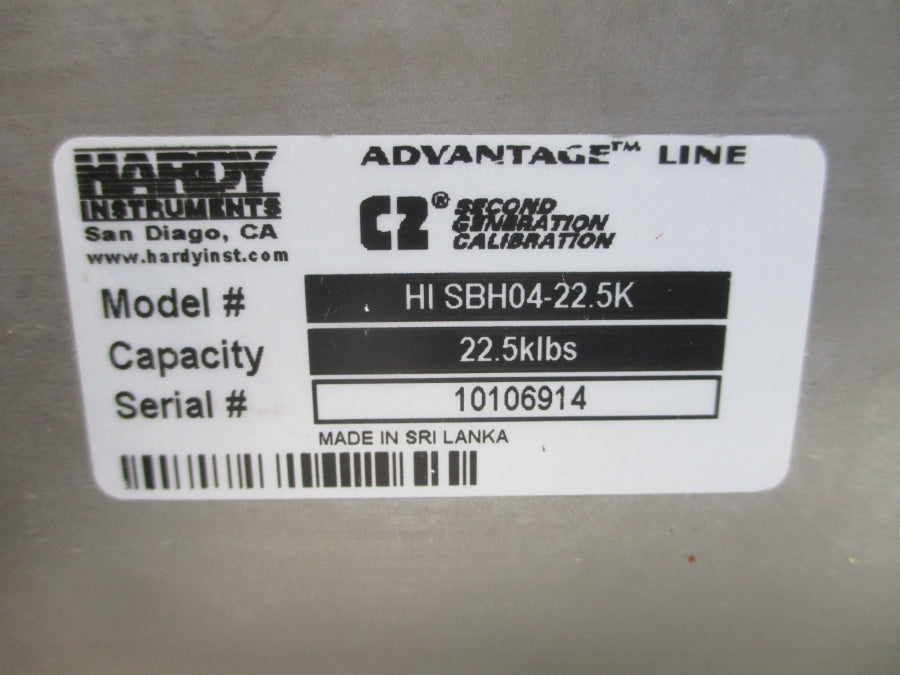 HARDY
INSTRUMENTS
San Diago, CA
www.hardyinst.com
ADVANTAGE™ LINE
C2® SECOND
GENERATION
CALIBRATION
Model # HI SBH04-22.5K
Capacity 22.5klbs
Serial # 10106914
MADE IN SRI LANKA